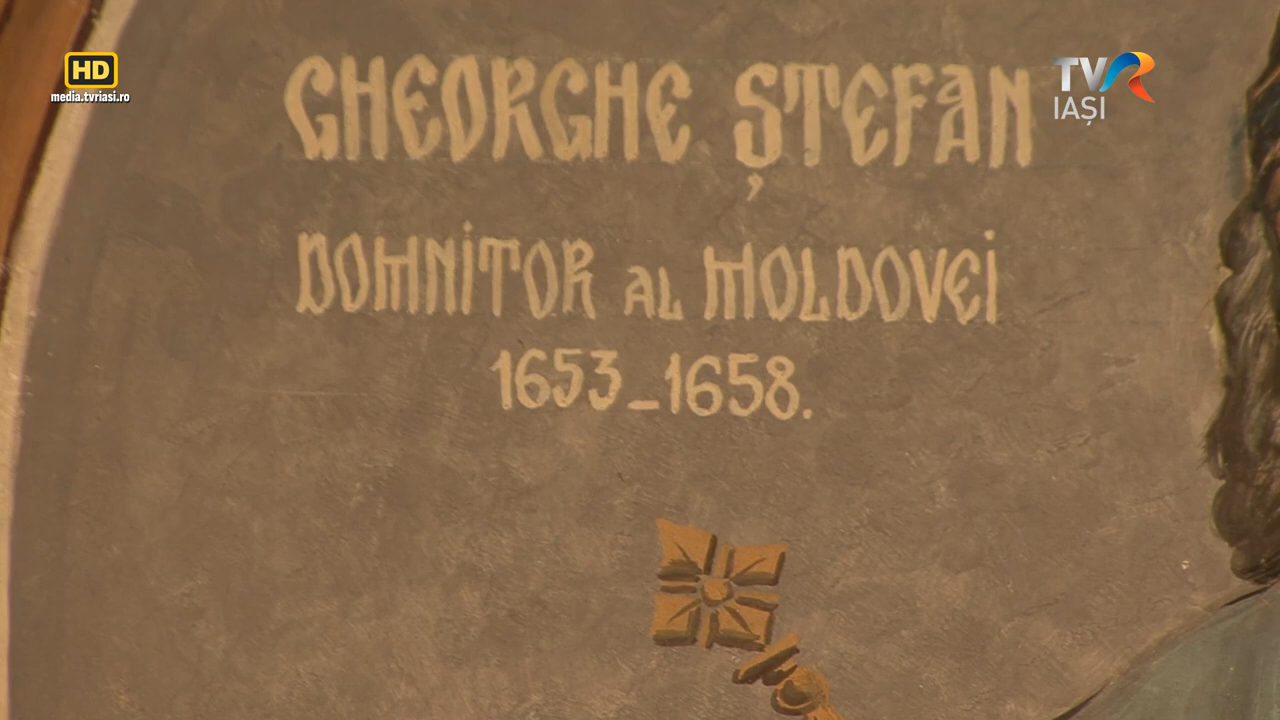 HD
media.tvriasi.ro
TVR
IAȘI
GHEORGHE ȘTEFAN
DOMNITOR AL MOLDOVEI
1653_1658.